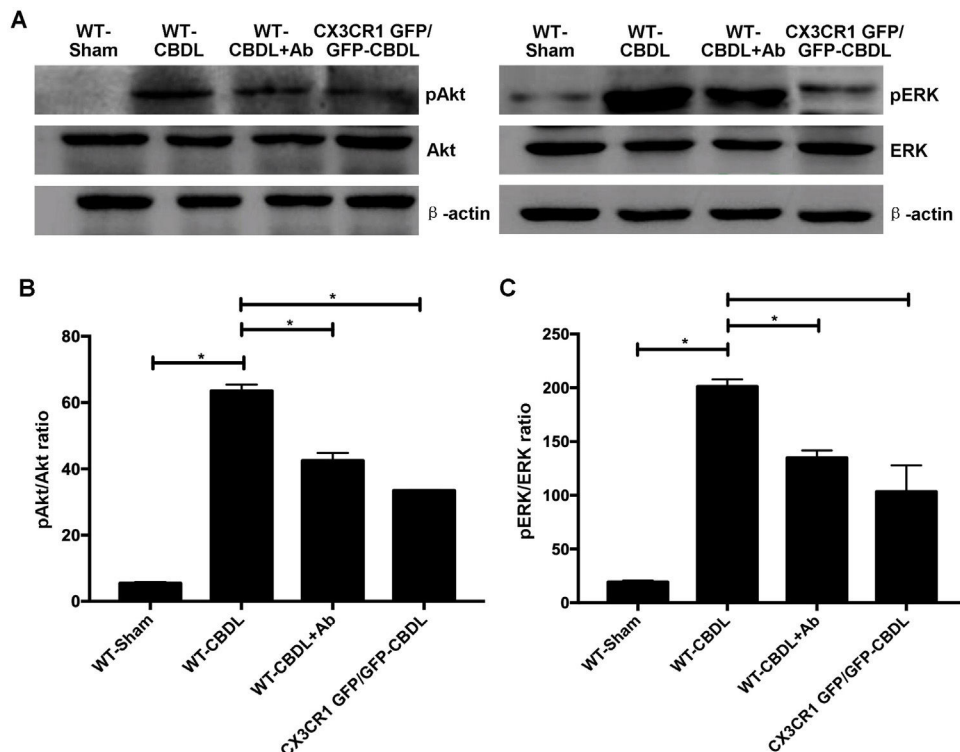 A
WT-
Sham
WT-
CBDL
WT-
CBDL+Ab
CX3CR1 GFP/
GFP-CBDL
pAkt
Akt
β-actin
WT-
Sham
WT-
CBDL
WT-
CBDL+Ab
CX3CR1 GFP/
GFP-CBDL
pERK
ERK
β-actin
B
pAkt/Akt ratio
80
60
40
20
0
*
*
*
WT-Sham
WT-CBDL
WT-CBDL+Ab
CX3CR1 GFP/GFP-CBDL
C
pERK/ERK ratio
250
200
150
100
50
0
*
*
WT-Sham
WT-CBDL
WT-CBDL+Ab
CX3CR1 GFP/GFP-CBDL